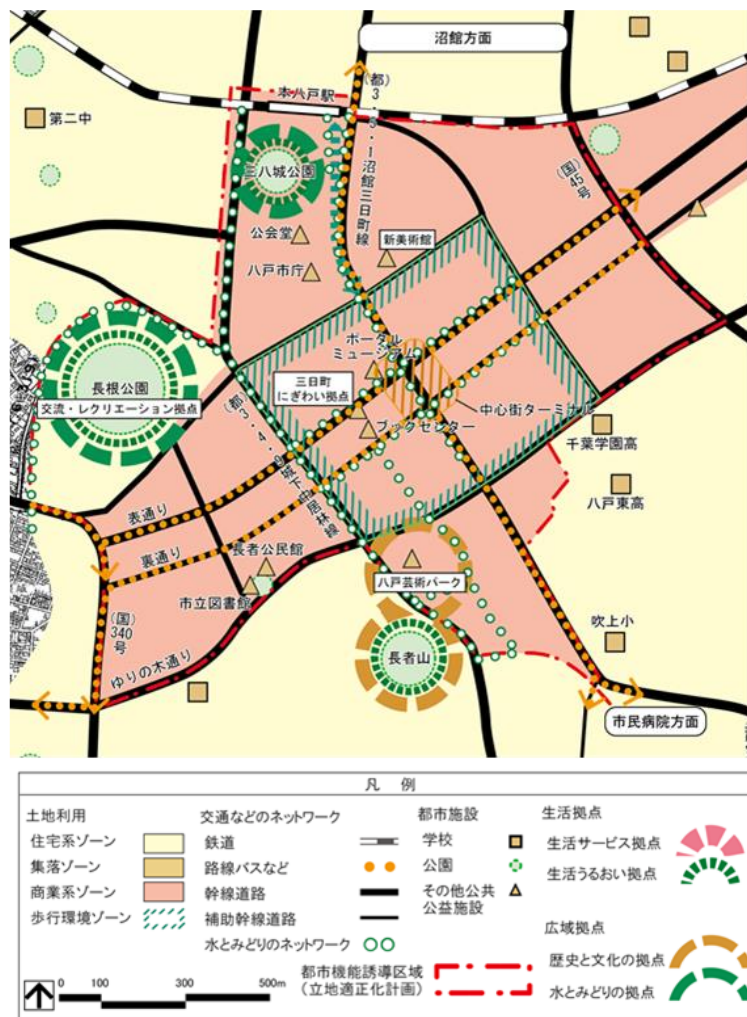 沼館方面
(都)3・5・1沼館三日町線
本八戸駅
第二中
三八城公園
(国)45号
公会堂
新美術館
八戸市庁
ポータル
ミュージアム
長根公園
交流・レクリエーション拠点
三日町
にぎわい拠点
中心街ターミナル
ブックセンター
千葉学園高
(都)3・4・9城下中居林線
八戸東高
表通り
裏通り
長者公民館
八戸芸術パーク
市立図書館
(国)340号
吹上小
長者山
ゆりの木通り
市民病院方面
凡 例
土地利用
住宅系ゾーン
集落ゾーン
商業系ゾーン
歩行環境ゾーン
交通などのネットワーク
鉄道
路線バスなど
幹線道路
補助幹線道路
水とみどりのネットワーク
都市施設
学校
公園
その他公共
公益施設
生活拠点
生活サービス拠点
生活うるおい拠点
広域拠点
歴史と文化の拠点
水とみどりの拠点
都市機能誘導区域
(立地適正化計画)
0 100 300 500m